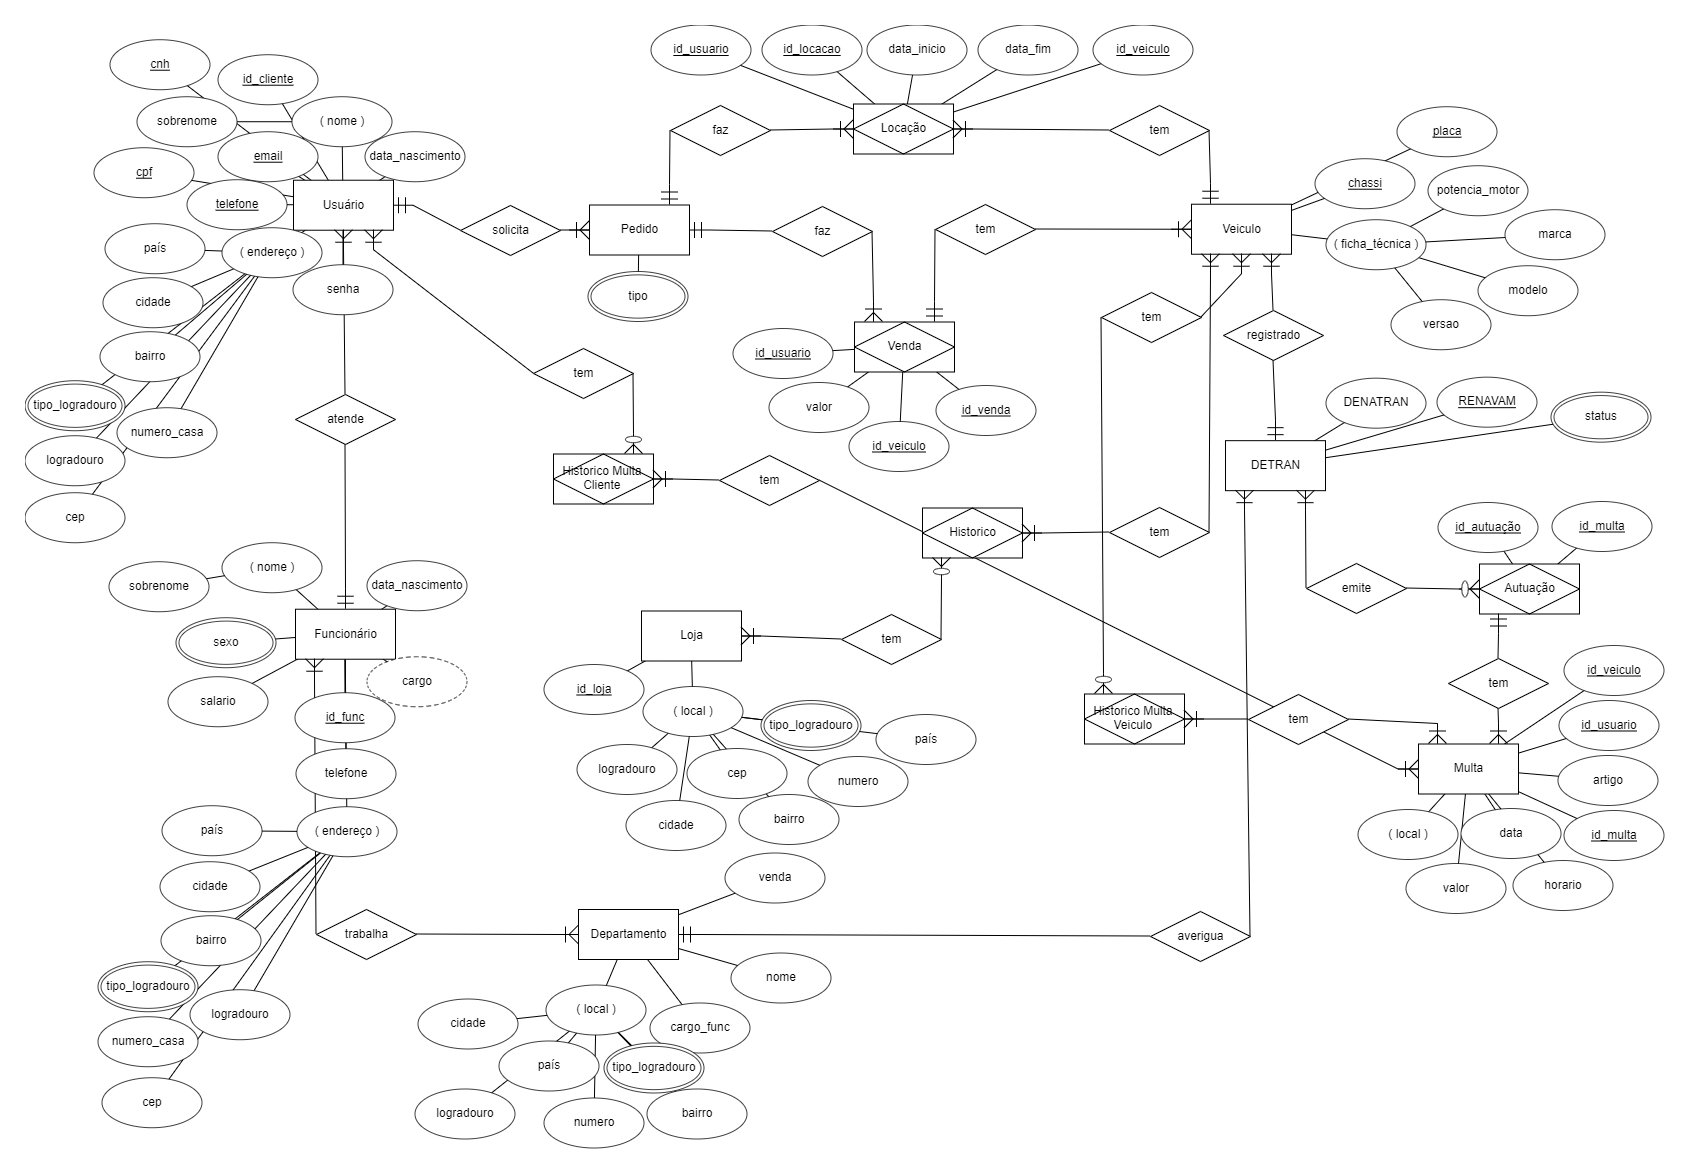 id_usuario
id_locacao
data_inicio
data_fim
id_veiculo
cnh
id_cliente
sobrenome
( nome )
email
data_nascimento
cpf
telefone
Usuário
país
( endereço )
cidade
senha
bairro
tipo_logradouro
numero_casa
logradouro
cep
faz
Locação
tem
solicita
Pedido
tipo
faz
tem
Veiculo
placa
chassi
potencia_motor
( ficha_técnica )
marca
modelo
versao
id_usuario
Venda
valor
id_venda
id_veiculo
tem
registrado
DENATRAN
RENAVAM
status
DETRAN
atende
tem
Historico Multa
Cliente
tem
Historico
tem
id_autuação
id_multa
emite
Autuação
tem
( nome )
sobrenome
data_nascimento
Funcionário
sexo
cargo
salario
id_func
telefone
( endereço )
país
cidade
bairro
tipo_logradouro
logradouro
numero_casa
cep
Loja
tem
id_loja
( local )
tipo_logradouro
país
logradouro
cep
numero
cidade
bairro
Historico Multa
Veiculo
tem
id_veiculo
id_usuario
Multa
artigo
( local )
data
id_multa
valor
horario
venda
trabalha
Departamento
averigua
nome
( local )
cidade
cargo_func
país
tipo_logradouro
logradouro
numero
bairro